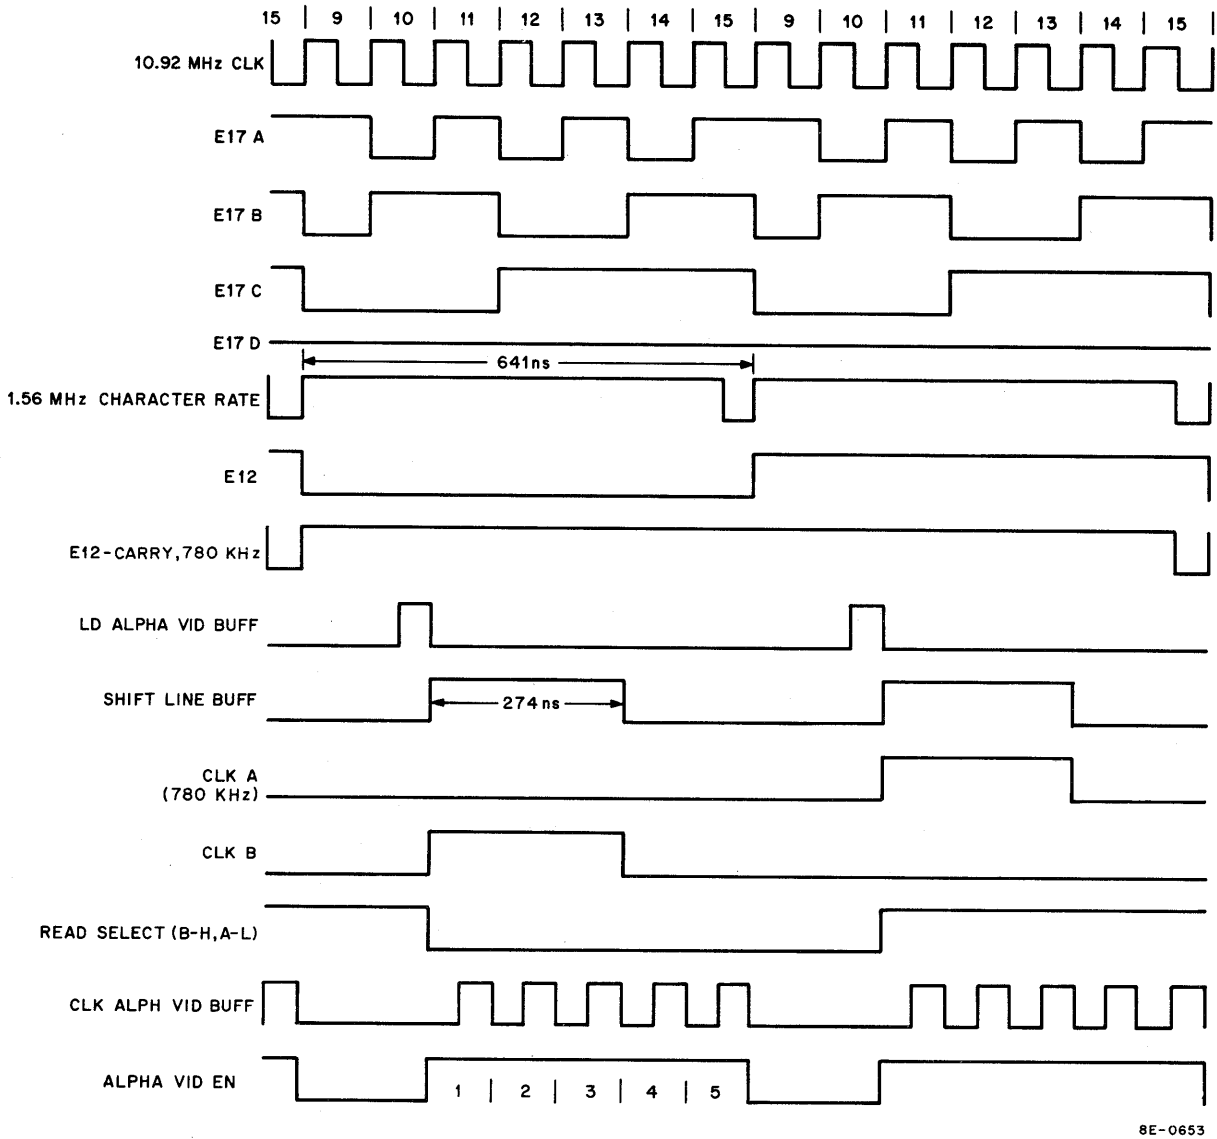 15 | 9 | 10 | 11 | 12 | 13 | 14 | 15 | 9 | 10 | 11 | 12 | 13 | 14 | 15 |
10.92 MHz CLK
E17 A
E17 B
E17 C
E17 D
641ns
1.56 MHz CHARACTER RATE
E12
E12-CARRY,780 KHz
LD ALPHA VID BUFF
SHIFT LINE BUFF
274ns
CLK A
(780 KHz)
CLK B
READ SELECT (B-H,A-L)
CLK ALPH VID BUFF
ALPHA VID EN
1 | 2 | 3 | 4 | 5
8E-0653